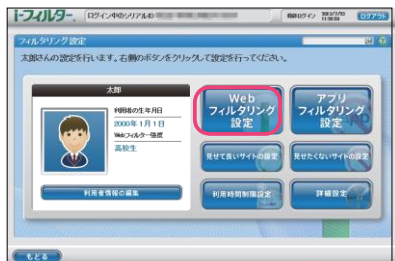 i-フィルター
ログイン中のシリアルID
前回ログイン
ログアウト
フィルタリング設定
太郎さんの設定を行います。右側のボタンをクリックして設定を行ってください。
太郎
利用者の生年月日
2000年1月1日
Webフィルター強度
高校生
利用者情報の編集
Web
フィルタリング
設定
アプリ
フィルタリング
設定
見せて良いサイトの設定
見せたくないサイトの設定
利用時間制限設定
詳細設定
もどる